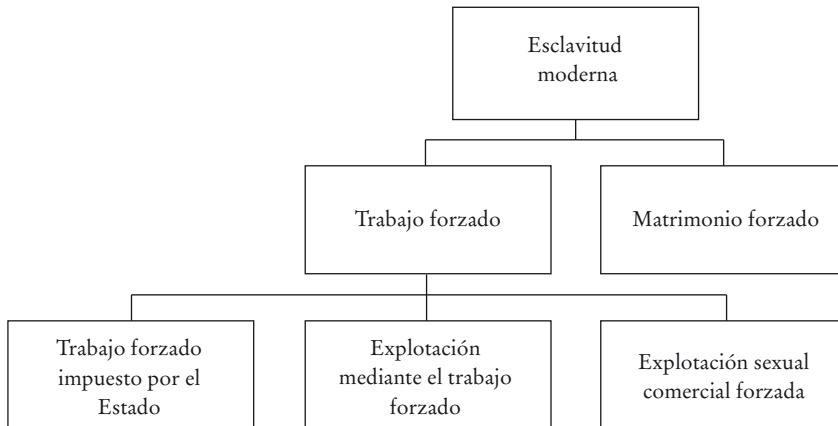 Esclavitud
moderna
Trabajo forzado
Matrimonio forzado
Trabajo forzado
impuesto por el
Estado
Explotación
mediante el trabajo
forzado
Explotación sexual
comercial forzada